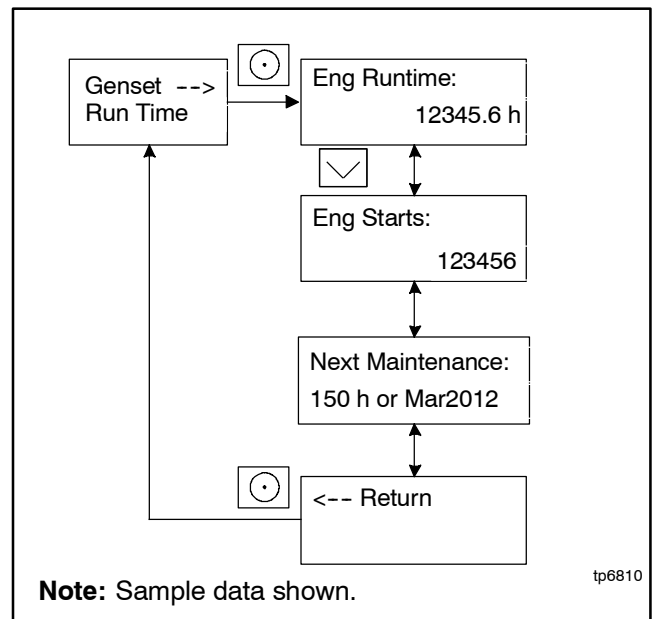 Genset -->
Run Time
Eng Runtime:
12345.6 h
Eng Starts:
123456
Next Maintenance:
150 h or Mar2012
<-- Return
Note: Sample data shown.
tp6810